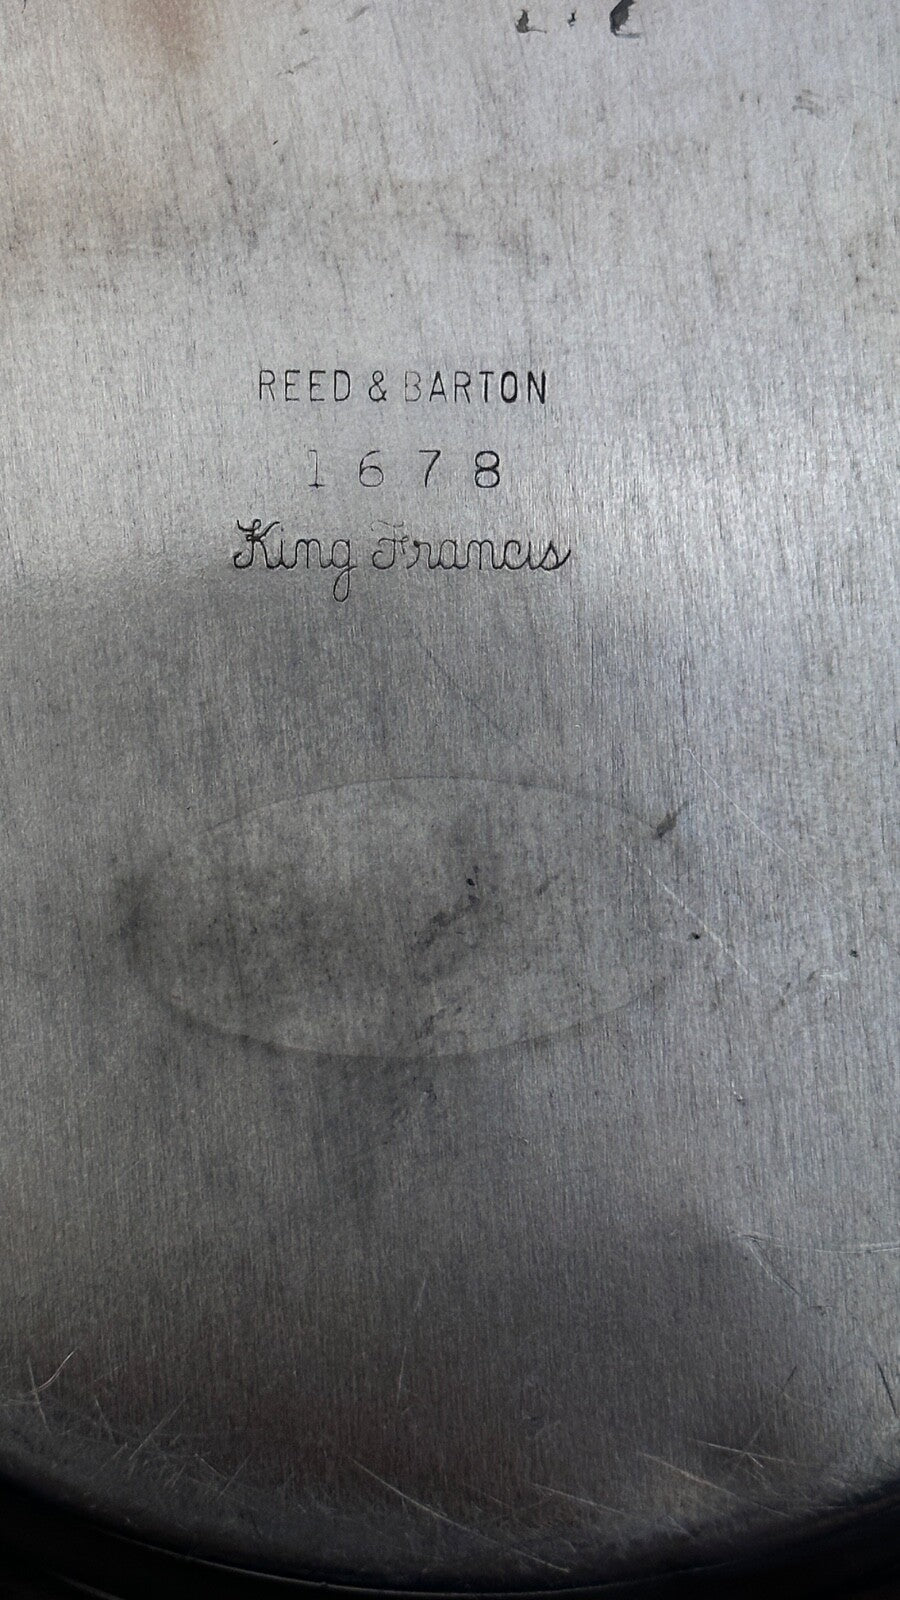 REED & BARTON
1678
King Francis